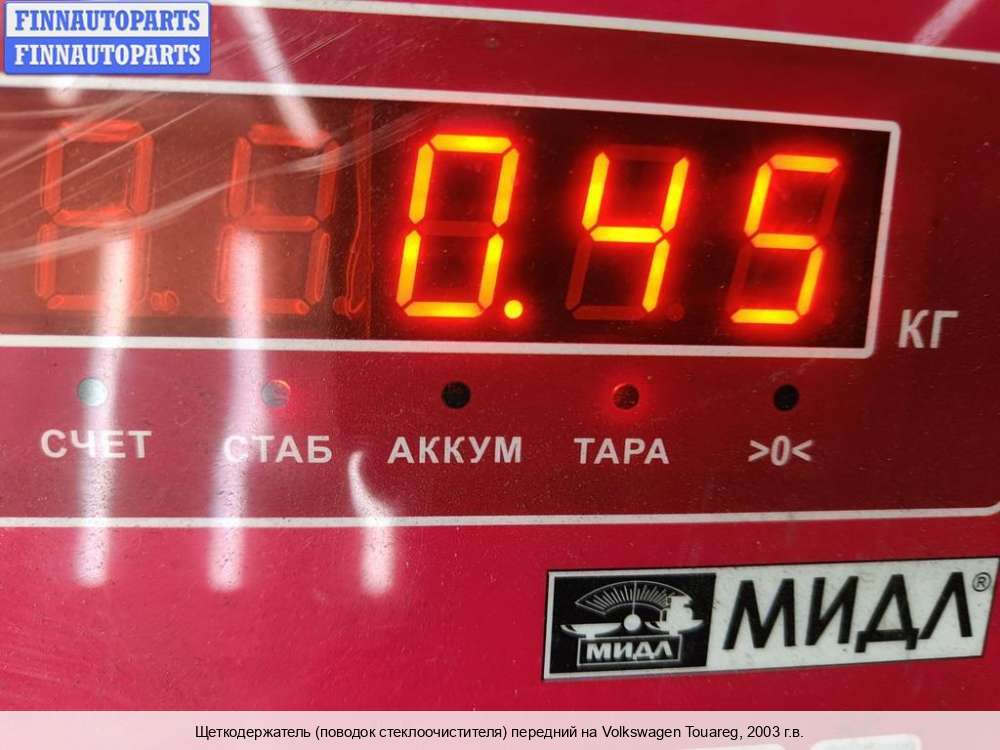 FINNAUTOPARTS
FINNAUTOPARTS
0.45
КГ
СЧЕТ СТАБ АККУМ ТАРА >0<
МИДЛ МИДЛ®
Щеткодержатель (поводок стеклоочистителя) передний на Volkswagen Touareg, 2003 г.в.